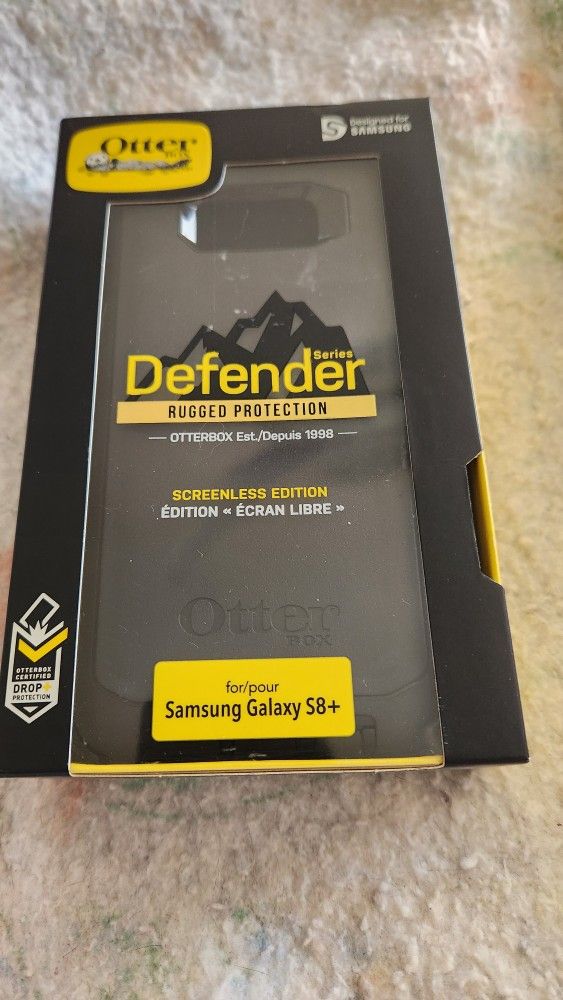 Otter
BOX
Designed for
SAMSUNG
Defender
Series
RUGGED PROTECTION
OTTERBOX Est./Depuis 1998
SCREENLESS EDITION
ÉDITION « ÉCRAN LIBRE »
Otter
BOX
OTTERBOX
CERTIFIED
DROP+
PROTECTION
for/pour
Samsung Galaxy S8+